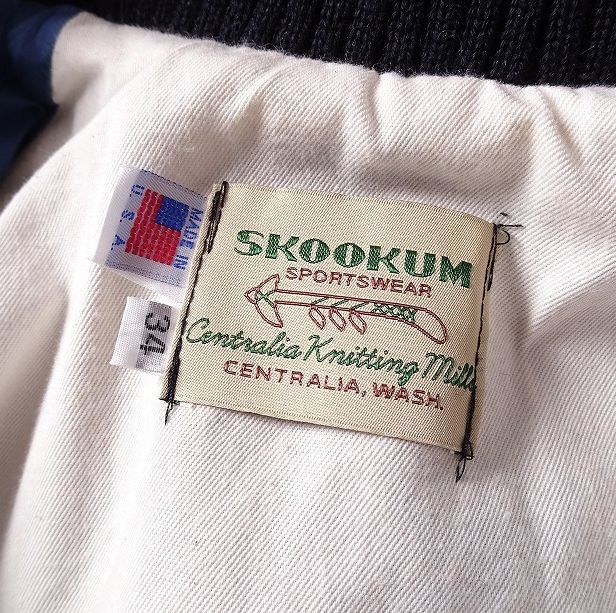 SKOOKUM
SPORTSWEAR
Centralia Knitting Mills
CENTRALIA, WASH.
MADE IN
U.S.A
34